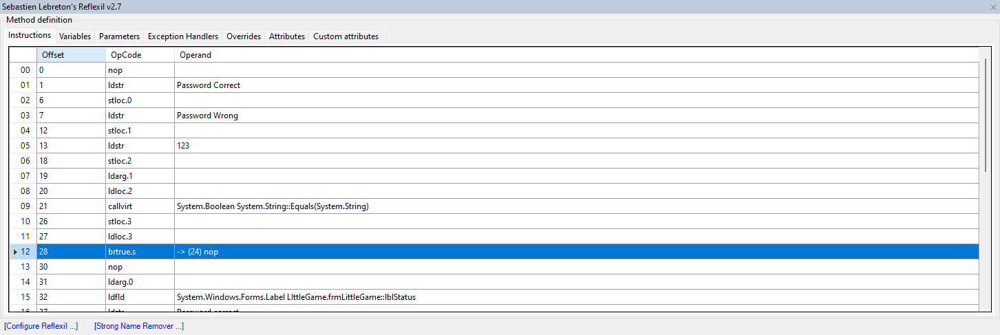 Sebastien Lebreton's Reflexil v2.7
Method definition
Instructions Variables Parameters Exception Handlers Overrides Attributes Custom attributes
Offset OpCode Operand
00 0 nop
01 1 ldstr Password Correct
02 6 stloc.0
03 7 ldstr Password Wrong
04 12 stloc.1
05 13 ldstr 123
06 18 stloc.2
07 19 ldarg.1
08 20 ldloc.2
09 21 callvirt System.Boolean System.String::Equals(System.String)
10 26 stloc.3
11 27 ldloc.3
12 28 brtrue.s -> (24) nop
13 30 nop
14 31 ldarg.0
15 32 ldfld System.Windows.Forms.Label LIttleGame.frmLittleGame::lblStatus
16 37 ldstr Password correct
[Configure Reflexil ...] [Strong Name Remover ...]